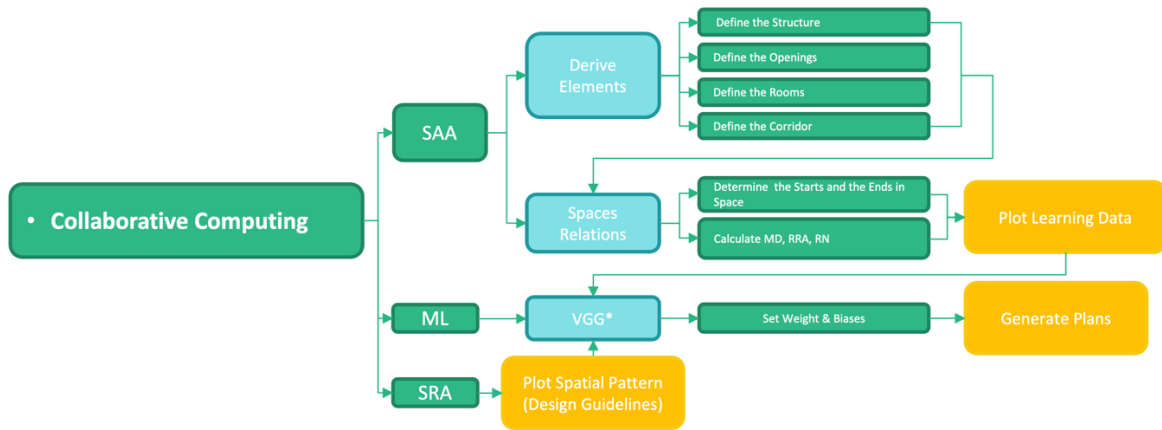 • Collaborative Computing
SAA
Derive
Elements
Define the Structure
Define the Openings
Define the Rooms
Define the Corridor
Spaces
Relations
Determine the Starts and the Ends in
Space
Calculate MD, RRA, RN
Plot Learning Data
ML
VGG*
Set Weight & Biases
Generate Plans
SRA
Plot Spatial Pattern
(Design Guidelines)